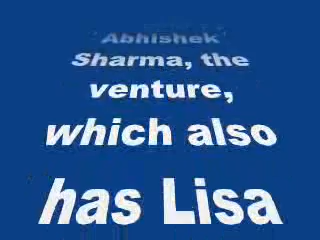 Abhishek
Sharma, the
venture,
which also
has Lisa